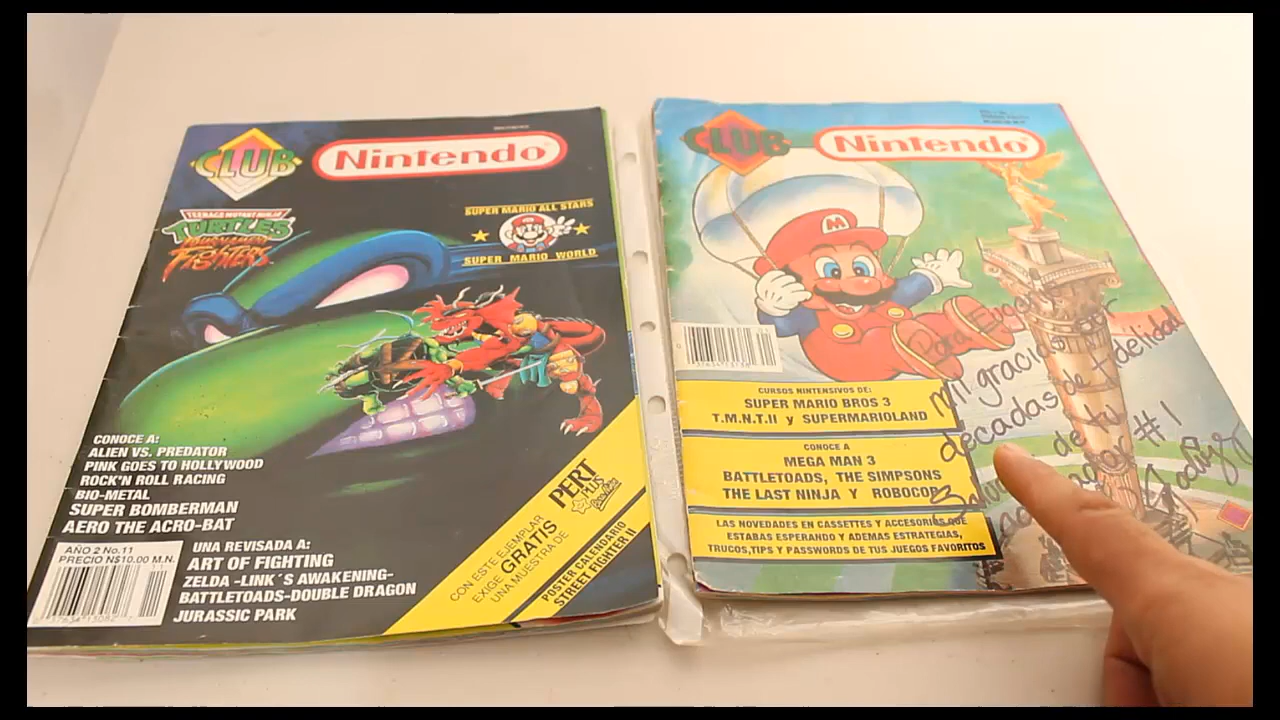 CLUB
Nintendo
TEENAGE MUTANT NINJA
TURTLES
TOURNAMENT
FIGHTERS
SUPER MARIO ALL STARS
SUPER MARIO WORLD
CONOCE A:
ALIEN VS. PREDATOR
PINK GOES TO HOLLYWOOD
ROCK'N ROLL RACING
BIO-METAL
SUPER BOMBERMAN
AERO THE ACRO-BAT
AÑO 2 No.11
PRECIO N$10.00 M.N.
UNA REVISADA A:
ART OF FIGHTING
ZELDA -LINK´S AWAKENING-
BATTLETOADS-DOUBLE DRAGON
JURASSIC PARK
CON ESTE EJEMPLAR
EXIGE GRATIS
UNA MUESTRA DE
PERT
PLUS
POSTER CALENDARIO
STREET FIGHTER II
CLUB
Nintendo
M
CURSOS NINTENSIVOS DE:
SUPER MARIO BROS 3
T.M.N.T.II y SUPERMARIOLAND
CONOCE A
MEGA MAN 3
BATTLETOADS, THE SIMPSONS
THE LAST NINJA Y ROBOCOP
LAS NOVEDADES EN CASSETTES Y ACCESORIOS QUE
ESTABAS ESPERANDO Y ADEMAS ESTRATEGIAS,
TRUCOS,TIPS Y PASSWORDS DE TUS JUEGOS FAVORITOS
Para
Mil gracias
decadas de fidelidad
de tu
#1